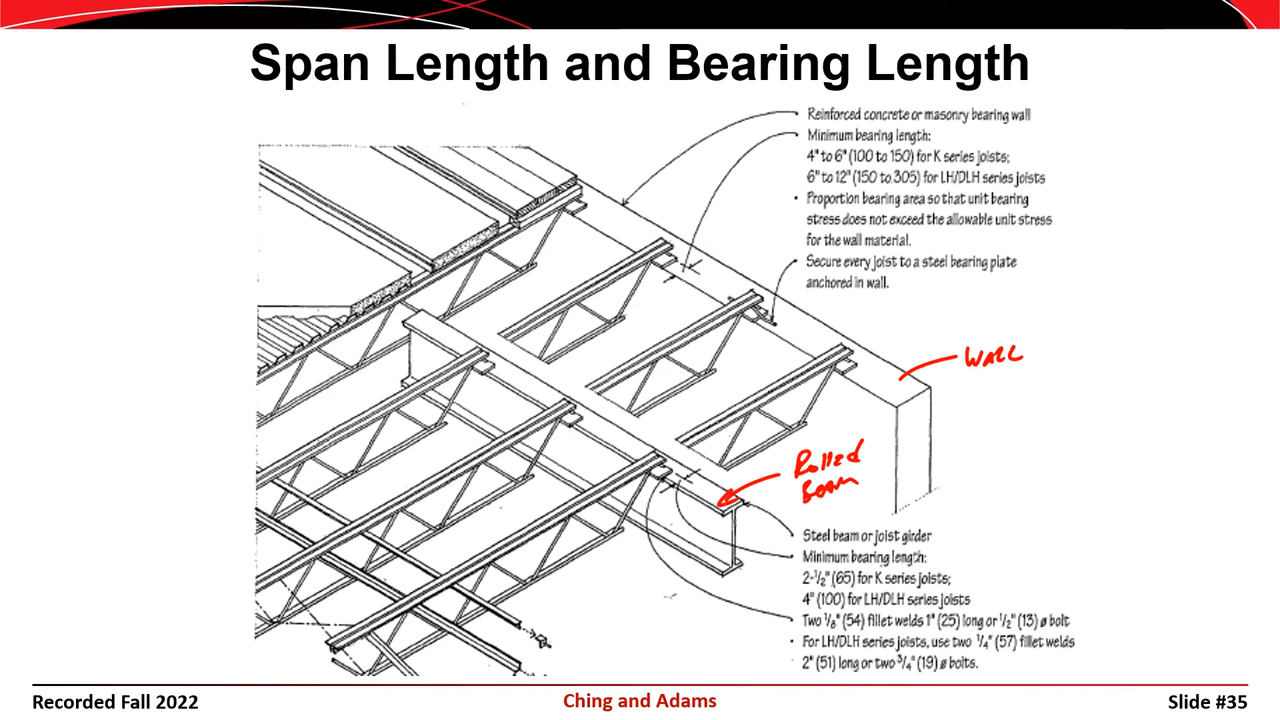 Span Length and Bearing Length
• Reinforced concrete or masonry bearing wall
• Minimum bearing length:
4" to 6" (100 to 150) for K series joists;
6" to 12" (150 to 305) for LH/DLH series joists
• Proportion bearing area so that unit bearing
stress does not exceed the allowable unit stress
for the wall material.
• Secure every joist to a steel bearing plate
anchored in wall.
WALL
Rolled
Beam
• Steel beam or joist girder
• Minimum bearing length:
2-1/2" (65) for K series joists;
4" (100) for LH/DLH series joists
• Two 1/8" (54) fillet welds 1" (25) long or 1/2" (13) ø bolt
• For LH/DLH series joists, use two 1/4" (57) fillet welds
2" (51) long or two 3/4" (19) ø bolts.
Recorded Fall 2022
Ching and Adams
Slide #35